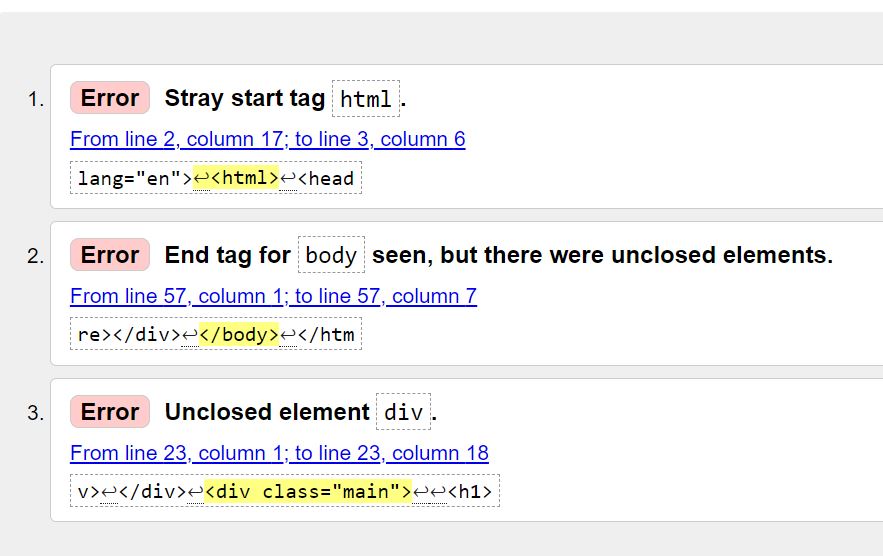 1. Error Stray start tag html.
From line 2, column 17; to line 3, column 6
lang="en">↩<html>↩<head
2. Error End tag for body seen, but there were unclosed elements.
From line 57, column 1; to line 57, column 7
re></div>↩</body>↩</htm
3. Error Unclosed element div.
From line 23, column 1; to line 23, column 18
v>↩</div>↩<div class="main">↩↩<h1>